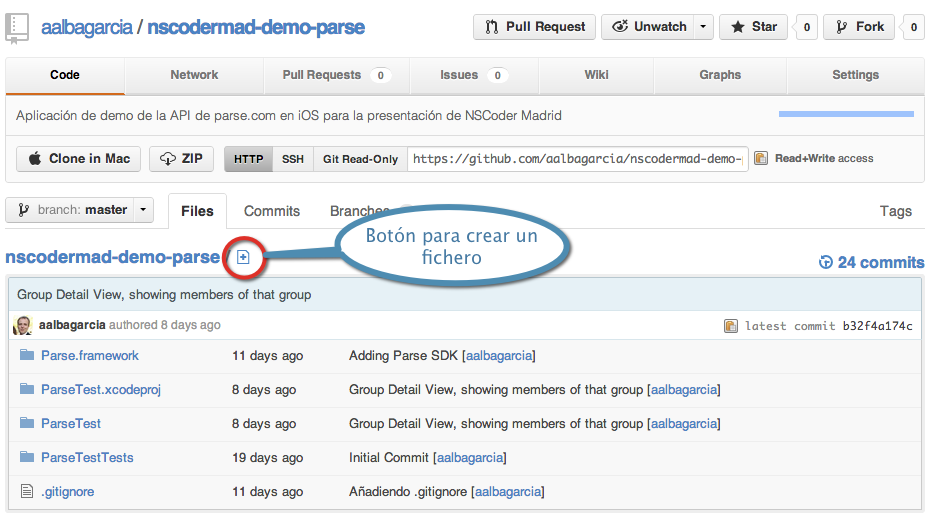 aalbagarcia / nscodermad-demo-parse
Pull Request Unwatch Star 0 Fork 0
Code Network Pull Requests 0 Issues 0 Wiki Graphs Settings
Aplicación de demo de la API de parse.com en iOS para la presentación de NSCoder Madrid
Clone in Mac ZIP HTTP SSH Git Read-Only https://github.com/aalbagarcia/nscodermad-demo- Read+Write access
branch: master Files Commits Branches Tags
Botón para crear un
fichero
nscodermad-demo-parse / 24 commits
Group Detail View, showing members of that group
aalbagarcia authored 8 days ago latest commit b32f4a174c
Parse.framework 11 days ago Adding Parse SDK [aalbagarcia]
ParseTest.xcodeproj 8 days ago Group Detail View, showing members of that group [aalbagarcia]
ParseTest 8 days ago Group Detail View, showing members of that group [aalbagarcia]
ParseTestTests 19 days ago Initial Commit [aalbagarcia]
.gitignore 11 days ago Añadiendo .gitignore [aalbagarcia]